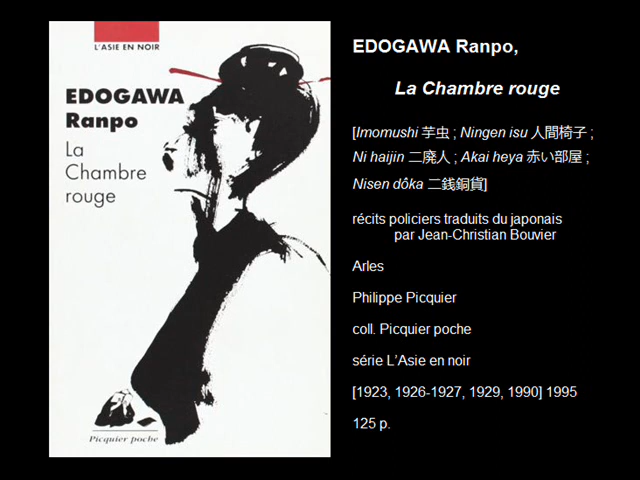 L'ASIE EN NOIR
EDOGAWA
Ranpo
La
Chambre
rouge
Picquier poche
EDOGAWA Ranpo,
La Chambre rouge
[Imomushi 芋虫 ; Ningen isu 人間椅子 ;
Ni haijin 二廃人 ; Akai heya 赤い部屋 ;
Nisen dôka 二銭銅貨]
récits policiers traduits du japonais
par Jean-Christian Bouvier
Arles
Philippe Picquier
coll. Picquier poche
série L’Asie en noir
[1923, 1926-1927, 1929, 1990] 1995
125 p.